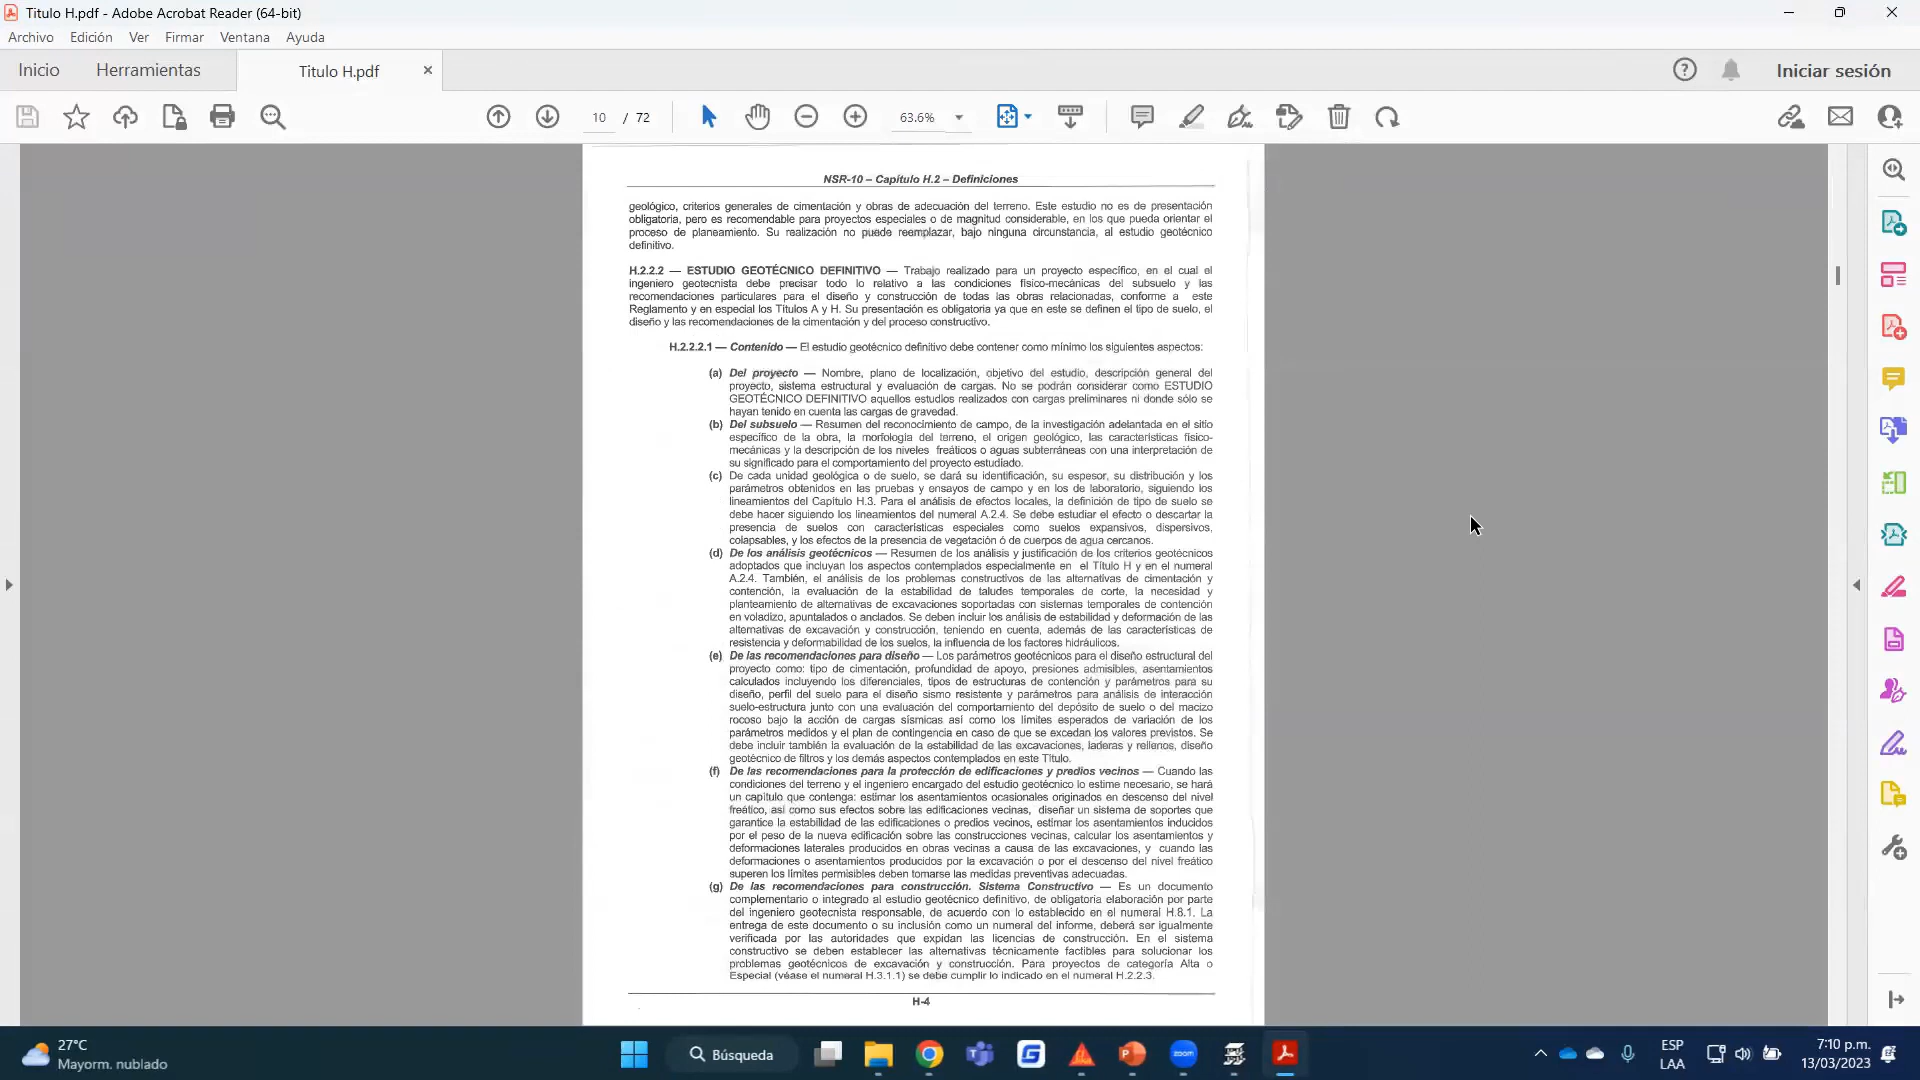 Titulo H.pdf - Adobe Acrobat Reader (64-bit)
Archivo Edición Ver Firmar Ventana Ayuda
Inicio Herramientas Titulo H.pdf Iniciar sesión
10 / 72 63.6%
NSR-10 – Capítulo H.2 – Definiciones
geológico, criterios generales de cimentación y obras de adecuación del terreno. Este estudio no es de presentación
obligatoria, pero es recomendable para proyectos especiales o de magnitud considerable, en los que pueda orientar el
proceso de planeamiento. Su realización no puede reemplazar, bajo ninguna circunstancia, al estudio geotécnico
definitivo.
H.2.2.2 — ESTUDIO GEOTÉCNICO DEFINITIVO — Trabajo realizado para un proyecto específico, en el cual el
ingeniero geotecnista debe precisar todo lo relativo a las condiciones físico-mecánicas del subsuelo y las
recomendaciones particulares para el diseño y construcción de todas las obras relacionadas, conforme a este
Reglamento y en especial los Títulos A y H. Su presentación es obligatoria ya que en este se definen el tipo de suelo, el
diseño y las recomendaciones de la cimentación y del proceso constructivo.
H.2.2.2.1 — Contenido — El estudio geotécnico definitivo debe contener como mínimo los siguientes aspectos:
(a) Del proyecto — Nombre, plano de localización, objetivo del estudio, descripción general del
proyecto, sistema estructural y evaluación de cargas. No se podrán considerar como ESTUDIO
GEOTÉCNICO DEFINITIVO aquellos estudios realizados con cargas preliminares ni donde sólo se
hayan tenido en cuenta las cargas de gravedad.
(b) Del subsuelo — Resumen del reconocimiento de campo, de la investigación adelantada en el sitio
específico de la obra, la morfología del terreno, el origen geológico, las características físico-
mecánicas y la descripción de los niveles freáticos o aguas subterráneas con una interpretación de
su significado para el comportamiento del proyecto estudiado.
(c) De cada unidad geológica o de suelo, se dará su identificación, su espesor, su distribución y los
parámetros obtenidos en las pruebas y ensayos de campo y en los de laboratorio, siguiendo los
lineamientos del Capítulo H.3. Para el análisis de efectos locales, la definición de tipo de suelo se
debe hacer siguiendo los lineamientos del numeral A.2.4. Se debe estudiar el efecto o descartar la
presencia de suelos con características especiales como suelos expansivos, dispersivos,
colapsables, y los efectos de la presencia de vegetación ó de cuerpos de agua cercanos.
(d) De los análisis geotécnicos — Resumen de los análisis y justificación de los criterios geotécnicos
adoptados que incluyan los aspectos contemplados especialmente en el Título H y en el numeral
A.2.4. También, el análisis de los problemas constructivos de las alternativas de cimentación y
contención, la evaluación de la estabilidad de taludes temporales de corte, la necesidad y
planteamiento de alternativas de excavaciones soportadas con sistemas temporales de contención
en voladizo, apuntalados o anclados. Se deben incluir los análisis de estabilidad y deformación de las
alternativas de excavación y construcción, teniendo en cuenta, además de las características de
resistencia y deformabilidad de los suelos, la influencia de los factores hidráulicos.
(e) De las recomendaciones para diseño — Los parámetros geotécnicos para el diseño estructural del
proyecto como: tipo de cimentación, profundidad de apoyo, presiones admisibles, asentamientos
calculados incluyendo los diferenciales, tipos de estructuras de contención y parámetros para su
diseño, perfil del suelo para el diseño sismo resistente y parámetros para análisis de interacción
suelo-estructura junto con una evaluación del comportamiento del depósito de suelo o del macizo
rocoso bajo la acción de cargas sísmicas así como los límites esperados de variación de los
parámetros medidos y el plan de contingencia en caso de que se excedan los valores previstos. Se
debe incluir también la evaluación de la estabilidad de las excavaciones, laderas y rellenos, diseño
geotécnico de filtros y los demás aspectos contemplados en este Título.
(f) De las recomendaciones para la protección de edificaciones y predios vecinos — Cuando las
condiciones del terreno y el ingeniero encargado del estudio geotécnico lo estime necesario, se hará
un capítulo que contenga: estimar los asentamientos ocasionales originados en descenso del nivel
freático, así como sus efectos sobre las edificaciones vecinas, diseñar un sistema de soportes que
garantice la estabilidad de las edificaciones o predios vecinos, estimar los asentamientos inducidos
por el peso de la nueva edificación sobre las construcciones vecinas, calcular los asentamientos y
deformaciones laterales producidos en obras vecinas a causa de las excavaciones, y cuando las
deformaciones o asentamientos producidos por la excavación o por el descenso del nivel freático
superen los límites permisibles deben tomarse las medidas preventivas adecuadas.
(g) De las recomendaciones para construcción. Sistema Constructivo — Es un documento
complementario o integrado al estudio geotécnico definitivo, de obligatoria elaboración por parte
del ingeniero geotecnista responsable, de acuerdo con lo establecido en el numeral H.8.1. La
entrega de este documento o su inclusión como un numeral del informe, deberá ser igualmente
verificada por las autoridades que expidan las licencias de construcción. En el sistema
constructivo se deben establecer las alternativas técnicamente factibles para solucionar los
problemas geotécnicos de excavación y construcción. Para proyectos de categoría Alta o
Especial (véase el numeral H.3.1.1) se debe cumplir lo indicado en el numeral H.2.2.3.
H-4
27°C
Mayorm. nublado
Búsqueda
zoom
ESP
LAA
7:10 p.m.
13/03/2023